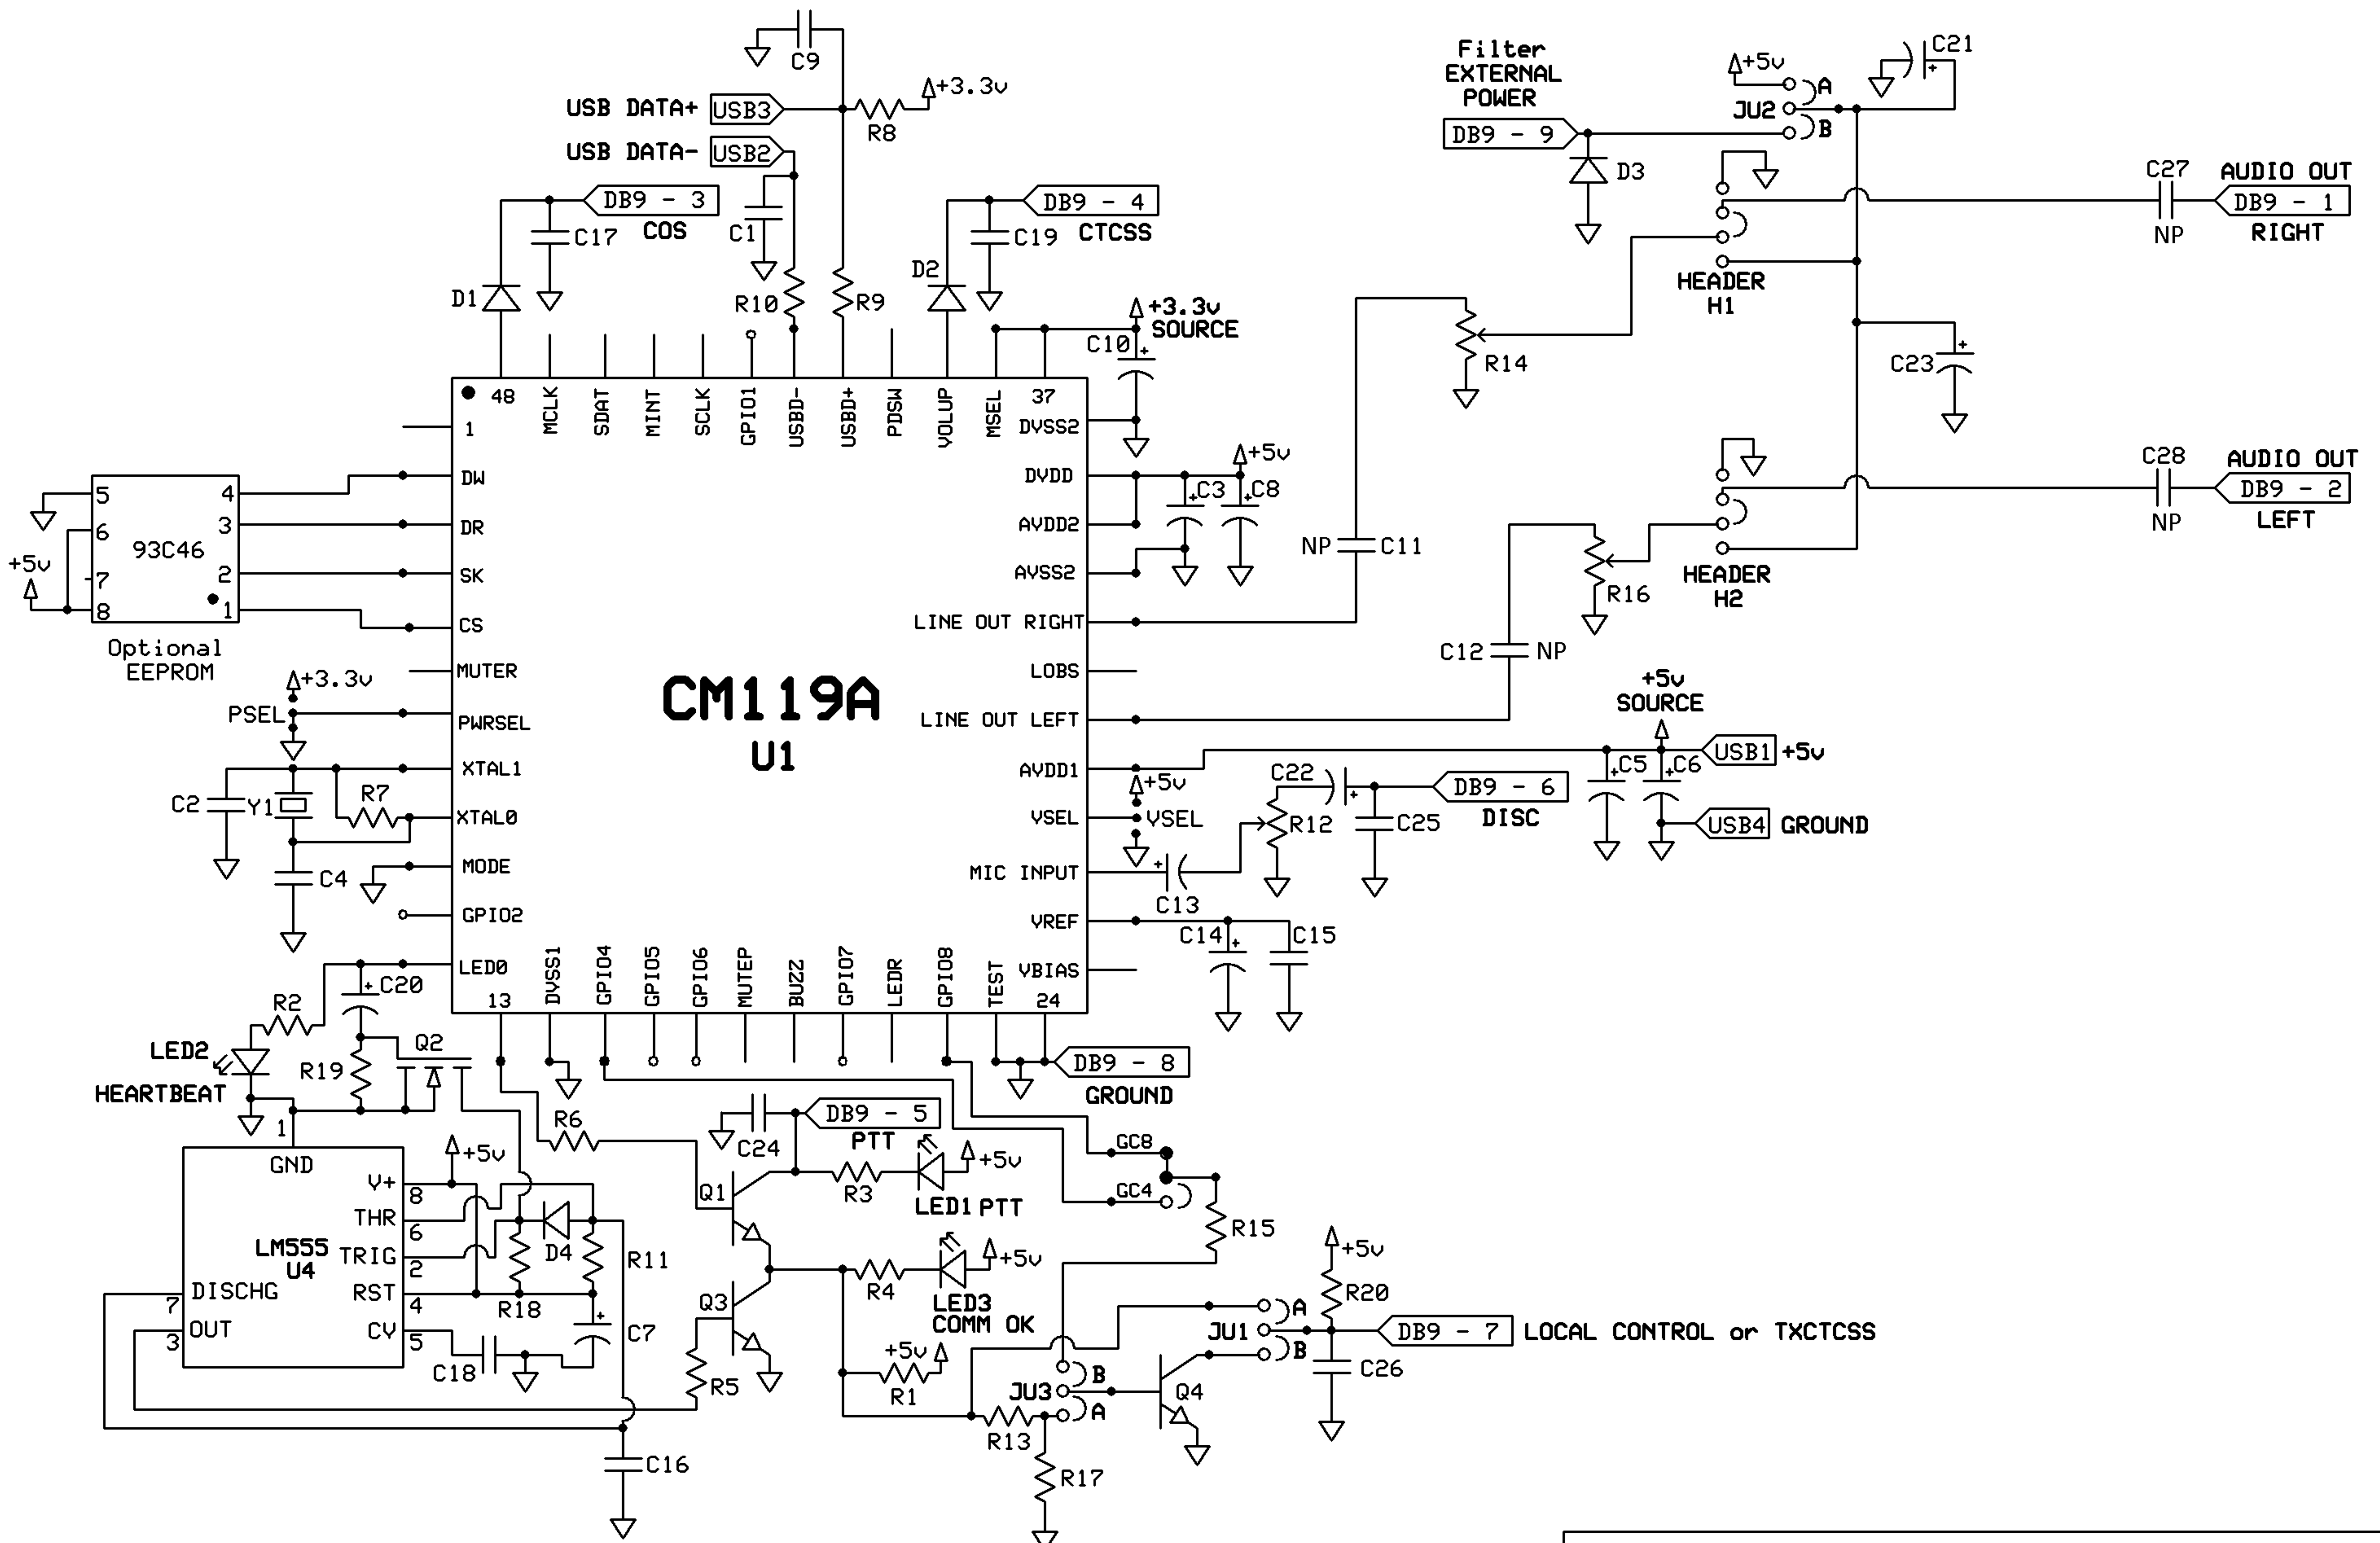 C9
+3.3v
USB DATA+ USB3
R8
USB DATA- USB2
DB9 - 3
COS
C17
C1
DB9 - 4
CTCSS
C19
D1
D2
R10
R9
+3.3v
SOURCE
C10
Filter
EXTERNAL
POWER
DB9 - 9
D3
+5v
JU2
A
B
C21
C27
NP
AUDIO OUT
DB9 - 1
RIGHT
HEADER
H1
R14
C23
C28
NP
AUDIO OUT
DB9 - 2
LEFT
HEADER
H2
R16
NP C11
C12 NP
48
MCLK
SDAT
MINT
SCLK
GPIO1
USBD-
USBD+
PDSW
VOLUP
MSEL
37
1
DW
DR
SK
CS
MUTER
PWRSEL
XTAL1
XTAL0
MODE
GPIO2
LED0
CM119A
U1
DVSS2
DVDD
AVDD2
AVSS2
LINE OUT RIGHT
LOBS
LINE OUT LEFT
AVDD1
VSEL
MIC INPUT
VREF
VBIAS
13
DVSS1
GPIO4
GPIO5
GPIO6
MUTEP
BUZZ
GPIO7
LEDR
GPIO8
TEST
24
+5v
C3
C8
5
6
7
8
93C46
4
3
2
1
+5v
Optional
EEPROM
+3.3v
PSEL
C2
Y1
R7
C4
+5v
SOURCE
USB1 +5v
C5
C6
USB4 GROUND
+5v
VSEL
C22
R12
DB9 - 6
DISC
C25
C13
C14
C15
C20
R2
LED2
HEARTBEAT
R19
Q2
DB9 - 8
GROUND
R6
C24
DB9 - 5
PTT
R3
+5v
LED1 PTT
Q1
GC8
GC4
R15
1
GND
V+
8
THR
6
TRIG
2
RST
4
CV
5
LM555
U4
DISCHG
7
OUT
3
+5v
D4
R11
R18
C7
C18
C16
Q3
R5
R4
+5v
LED3
COMM OK
+5v
R1
R13
R17
JU3
B
A
Q4
JU1
A
B
+5v
R20
DB9 - 7 LOCAL CONTROL or TXCTCSS
C26